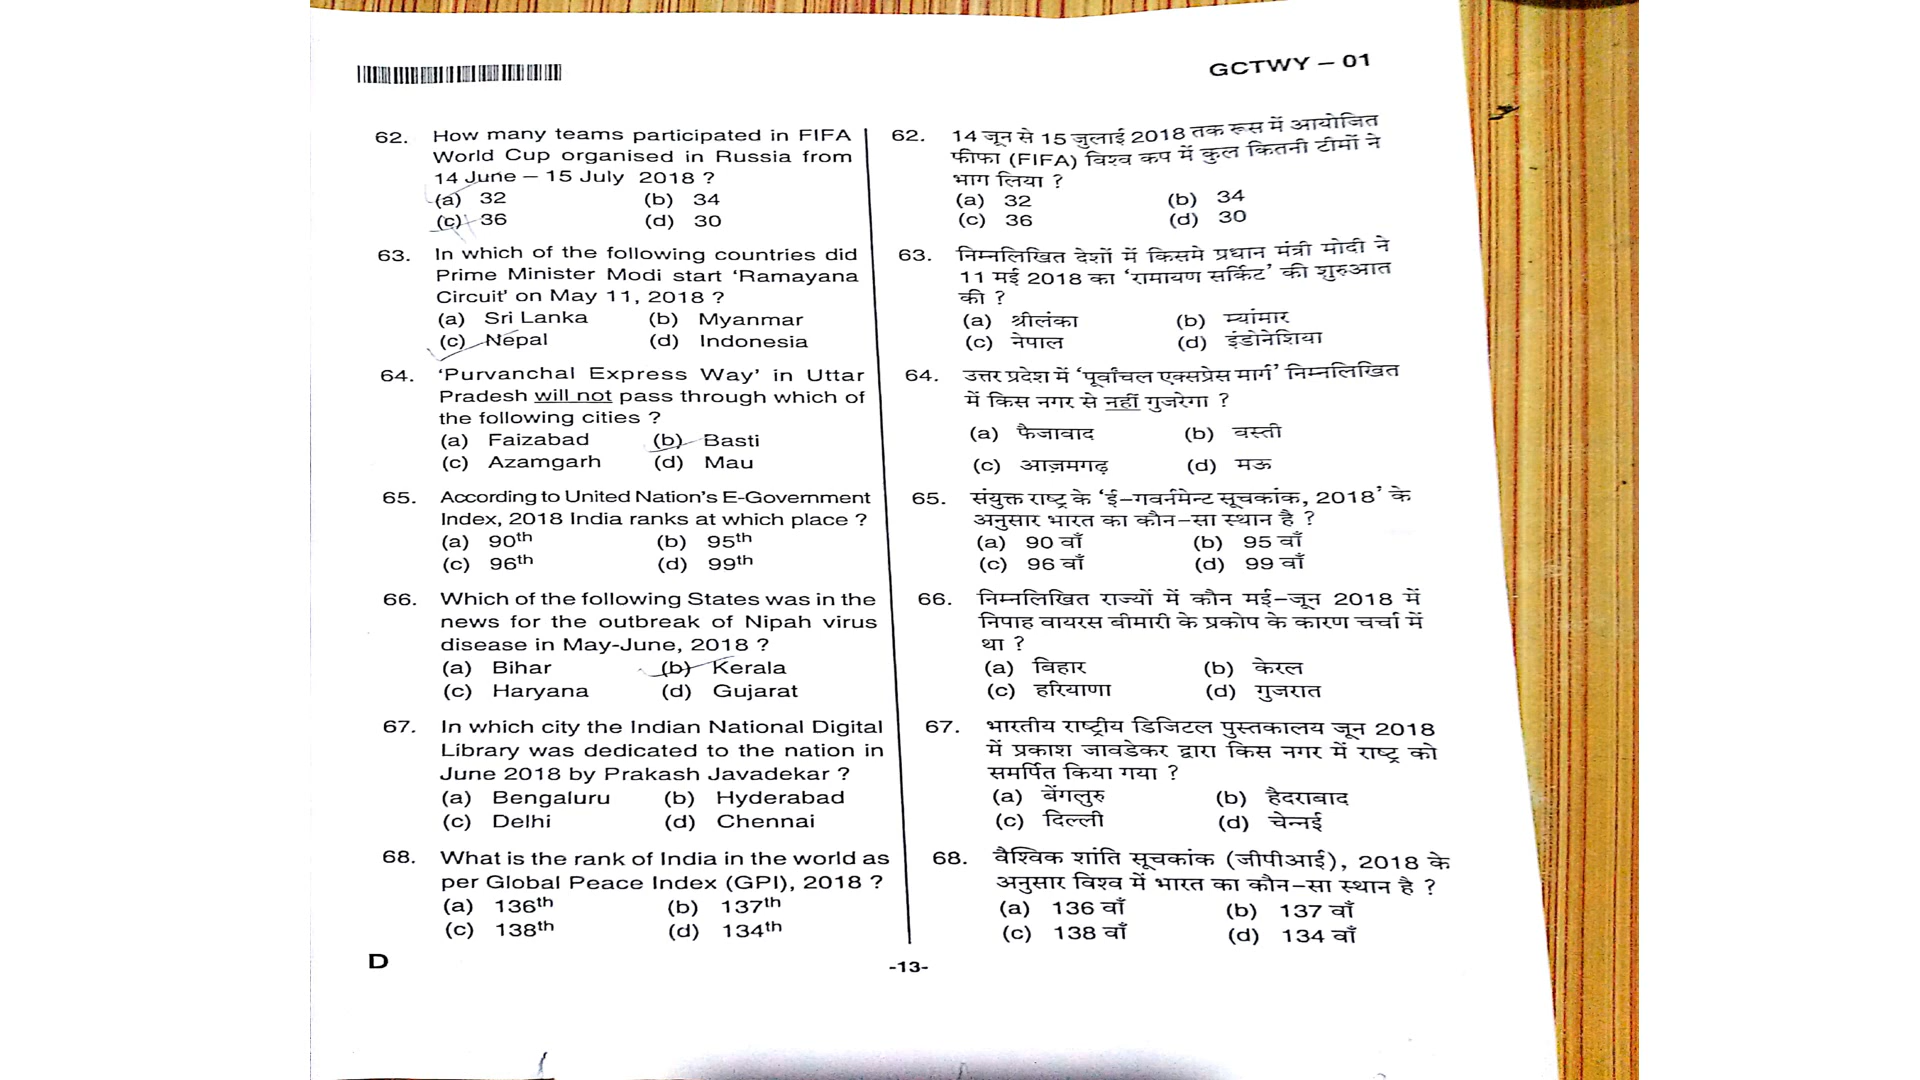 GCTWY – 01
62. How many teams participated in FIFA
World Cup organised in Russia from
14 June – 15 July 2018 ?
(a) 32 (b) 34
(c) 36 (d) 30
63. In which of the following countries did
Prime Minister Modi start ‘Ramayana
Circuit’ on May 11, 2018 ?
(a) Sri Lanka (b) Myanmar
(c) Nepal (d) Indonesia
64. ‘Purvanchal Express Way’ in Uttar
Pradesh will not pass through which of
the following cities ?
(a) Faizabad (b) Basti
(c) Azamgarh (d) Mau
65. According to United Nation’s E-Government
Index, 2018 India ranks at which place ?
(a) 90th (b) 95th
(c) 96th (d) 99th
66. Which of the following States was in the
news for the outbreak of Nipah virus
disease in May-June, 2018 ?
(a) Bihar (b) Kerala
(c) Haryana (d) Gujarat
67. In which city the Indian National Digital
Library was dedicated to the nation in
June 2018 by Prakash Javadekar ?
(a) Bengaluru (b) Hyderabad
(c) Delhi (d) Chennai
68. What is the rank of India in the world as
per Global Peace Index (GPI), 2018 ?
(a) 136th (b) 137th
(c) 138th (d) 134th
62. 14 जून से 15 जुलाई 2018 तक रूस में आयोजित
फीफा (FIFA) विश्व कप में कुल कितनी टीमों ने
भाग लिया ?
(a) 32 (b) 34
(c) 36 (d) 30
63. निम्नलिखित देशों में किसमे प्रधान मंत्री मोदी ने
11 मई 2018 का ‘रामायण सर्किट’ की शुरुआत
की ?
(a) श्रीलंका (b) म्यांमार
(c) नेपाल (d) इंडोनेशिया
64. उत्तर प्रदेश में ‘पूर्वांचल एक्सप्रेस मार्ग’ निम्नलिखित
में किस नगर से नहीं गुजरेगा ?
(a) फैजावाद (b) वस्ती
(c) आज़मगढ़ (d) मऊ
65. संयुक्त राष्ट्र के ‘ई–गवर्नमेन्ट सूचकांक, 2018’ के
अनुसार भारत का कौन–सा स्थान है ?
(a) 90 वाँ (b) 95 वाँ
(c) 96 वाँ (d) 99 वाँ
66. निम्नलिखित राज्यों में कौन मई–जून 2018 में
निपाह वायरस बीमारी के प्रकोप के कारण चर्चा में
था ?
(a) बिहार (b) केरल
(c) हरियाणा (d) गुजरात
67. भारतीय राष्ट्रीय डिजिटल पुस्तकालय जून 2018
में प्रकाश जावडेकर द्वारा किस नगर में राष्ट्र को
समर्पित किया गया ?
(a) बेंगलुरु (b) हैदराबाद
(c) दिल्ली (d) चेन्नई
68. वैश्विक शांति सूचकांक (जीपीआई), 2018 के
अनुसार विश्व में भारत का कौन–सा स्थान है ?
(a) 136 वाँ (b) 137 वाँ
(c) 138 वाँ (d) 134 वाँ
D -13-